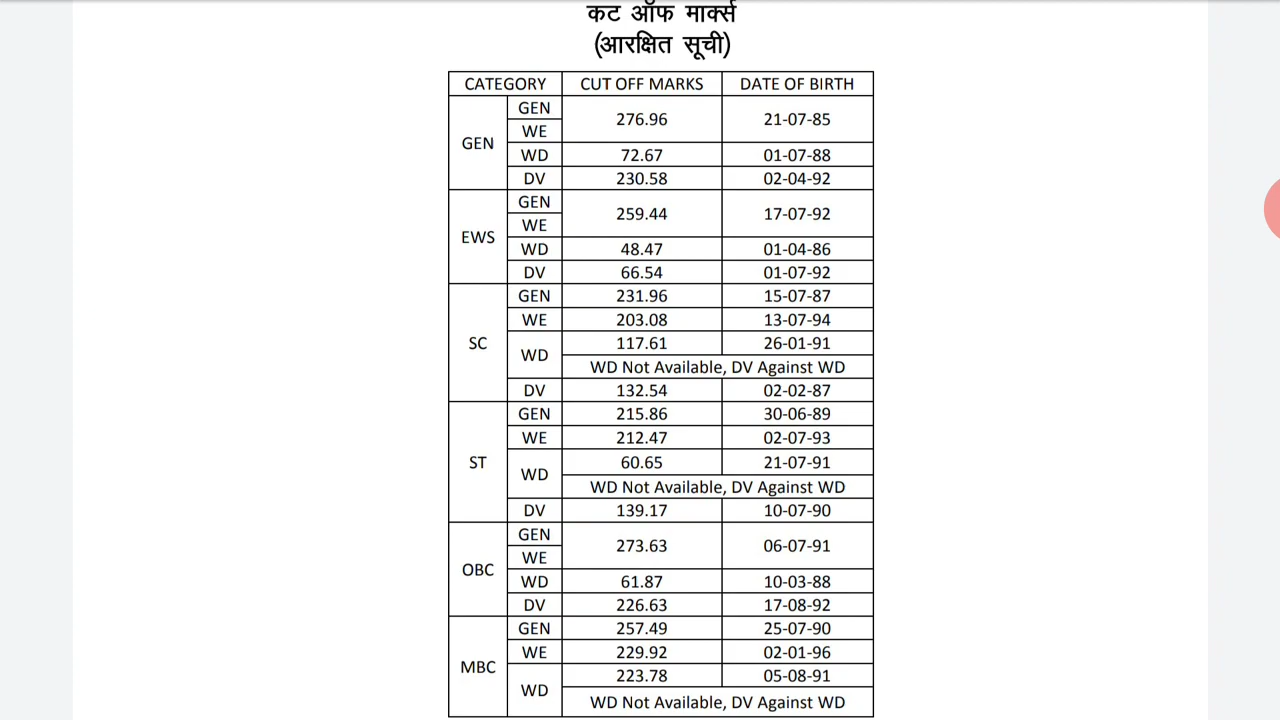 कट ऑफ मार्क्स
(आरक्षित सूची)
CATEGORY CUT OFF MARKS DATE OF BIRTH
GEN GEN 276.96 21-07-85
WE
WD 72.67 01-07-88
DV 230.58 02-04-92
EWS GEN 259.44 17-07-92
WE
WD 48.47 01-04-86
DV 66.54 01-07-92
SC GEN 231.96 15-07-87
WE 203.08 13-07-94
WD 117.61 26-01-91
WD Not Available, DV Against WD
DV 132.54 02-02-87
ST GEN 215.86 30-06-89
WE 212.47 02-07-93
WD 60.65 21-07-91
WD Not Available, DV Against WD
DV 139.17 10-07-90
OBC GEN 273.63 06-07-91
WE
WD 61.87 10-03-88
DV 226.63 17-08-92
MBC GEN 257.49 25-07-90
WE 229.92 02-01-96
WD 223.78 05-08-91
WD Not Available, DV Against WD